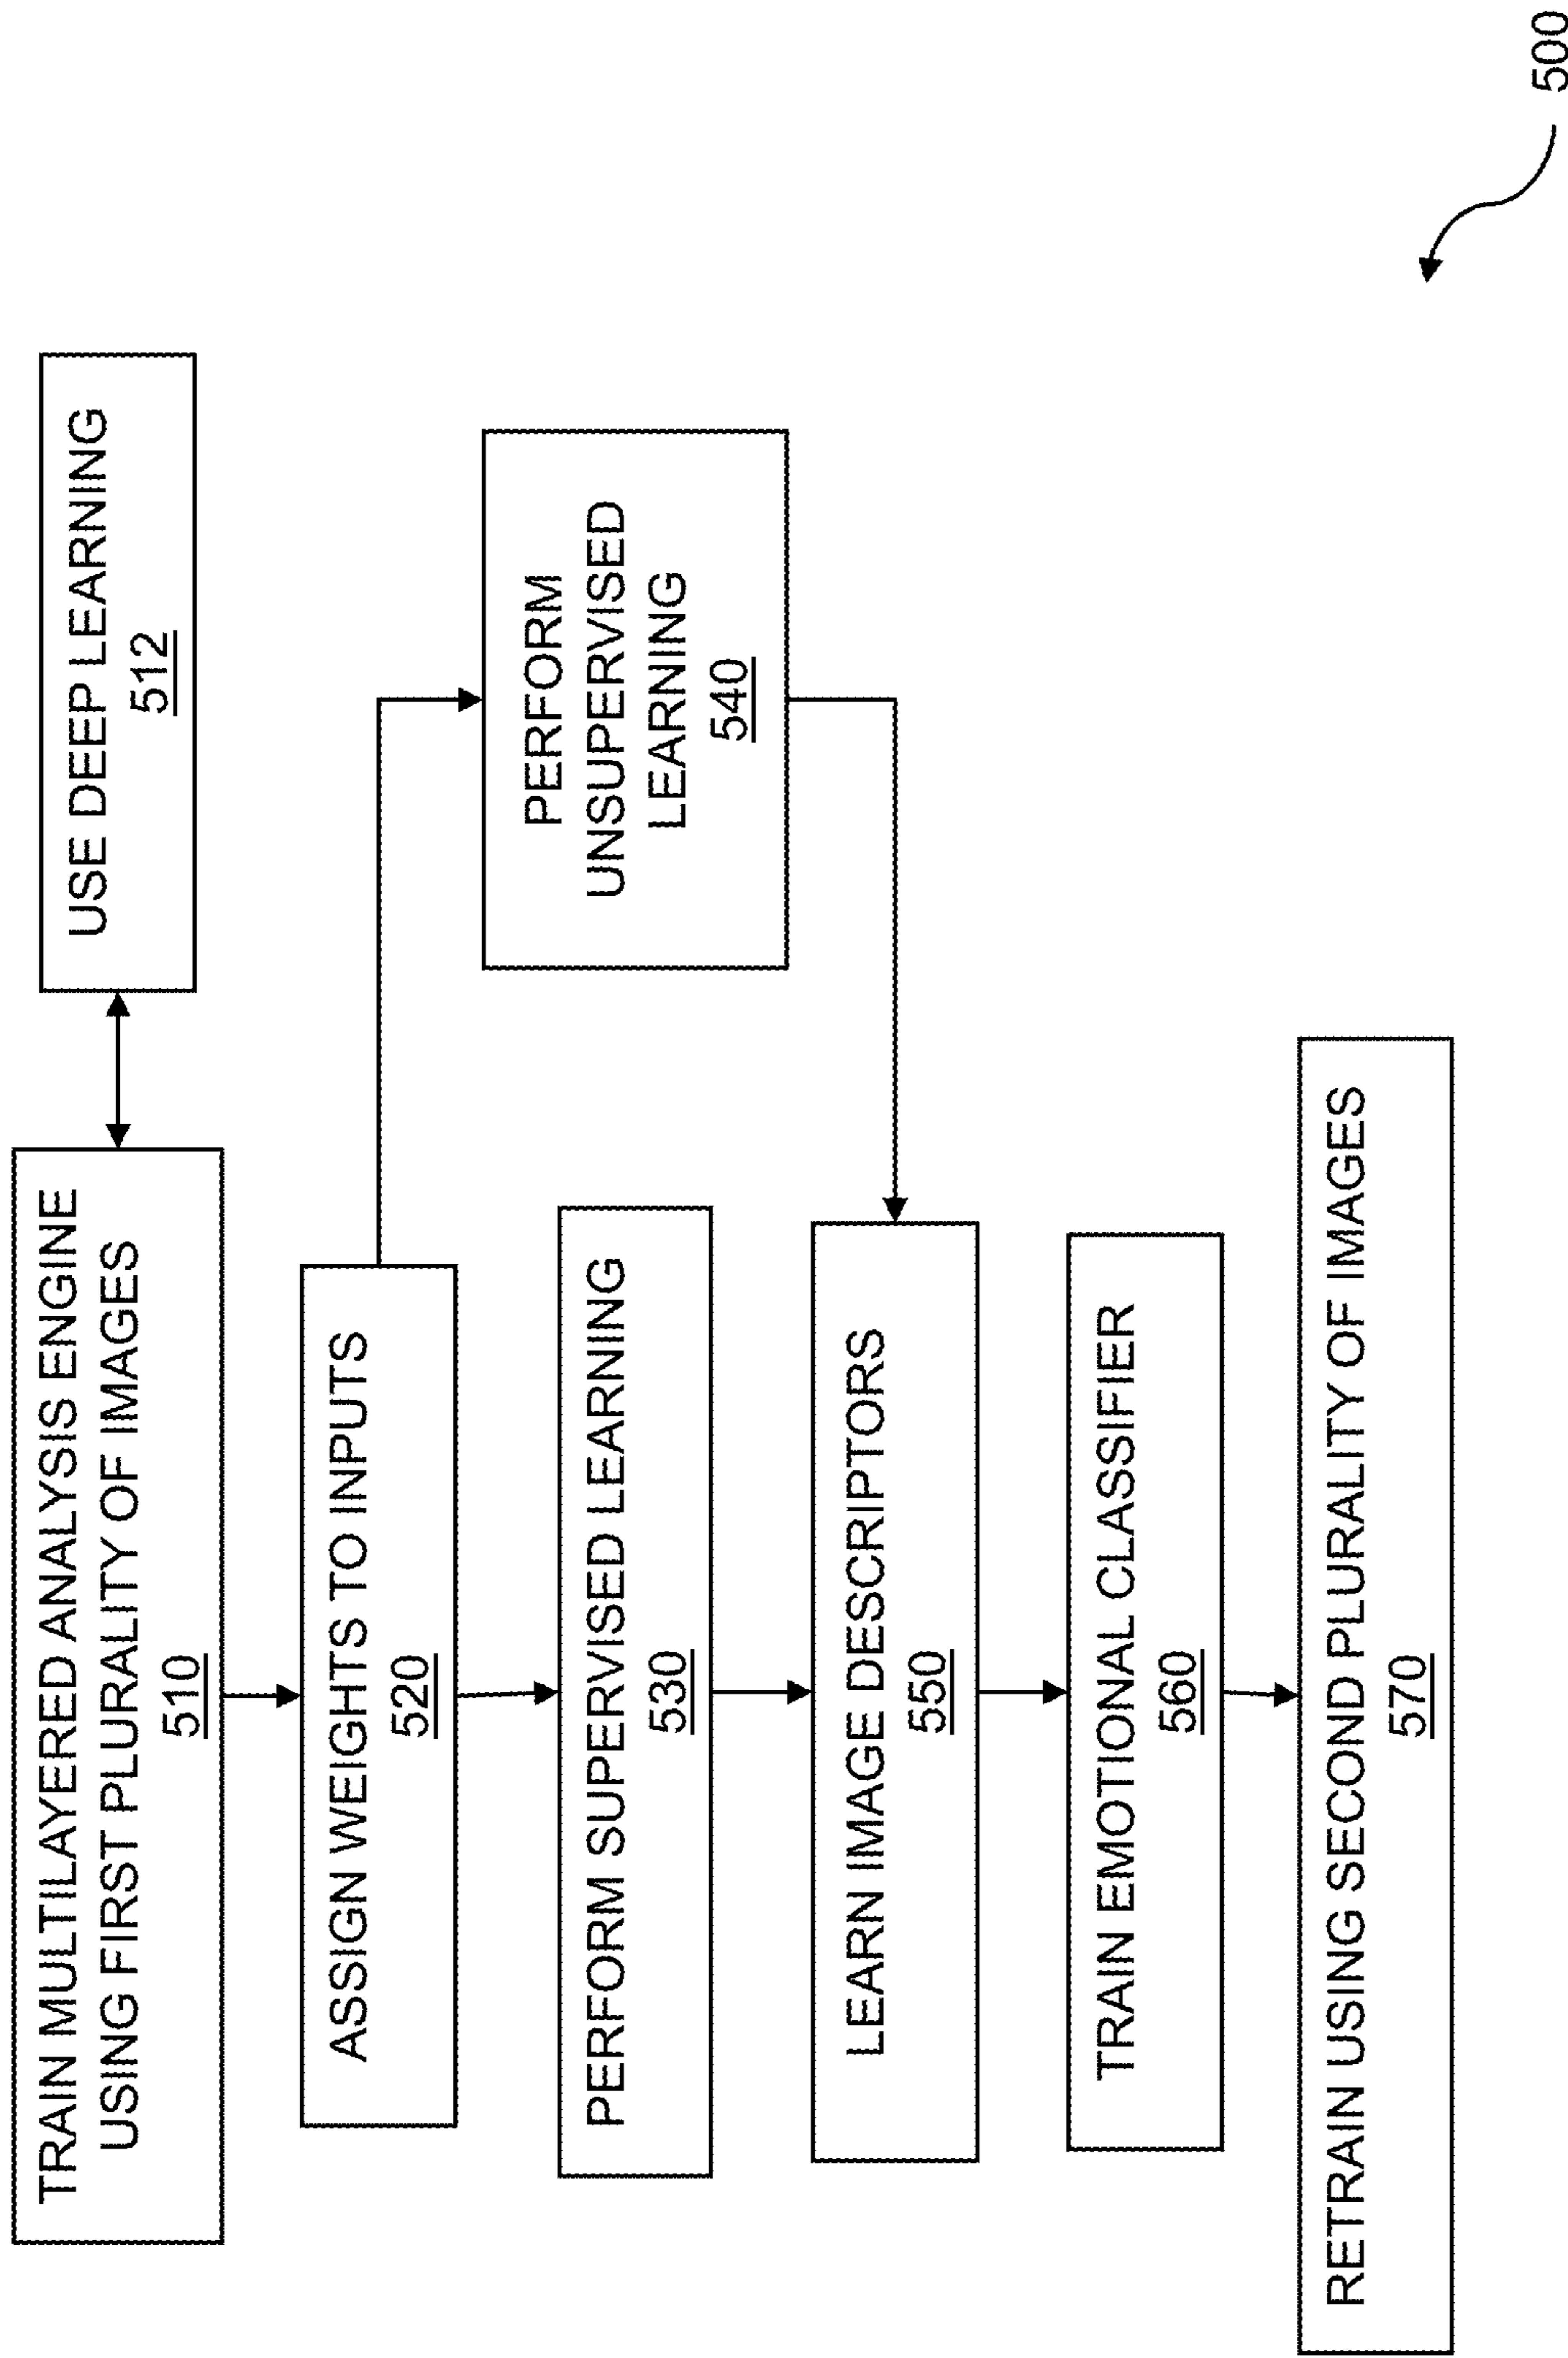 TRAIN MULTILAYERED ANALYSIS ENGINE
USING FIRST PLURALITY OF IMAGES
510
USE DEEP LEARNING
512
ASSIGN WEIGHTS TO INPUTS
520
PERFORM SUPERVISED LEARNING
530
PERFORM
UNSUPERVISED
LEARNING
540
LEARN IMAGE DESCRIPTORS
550
TRAIN EMOTIONAL CLASSIFIER
560
RETRAIN USING SECOND PLURALITY OF IMAGES
570
500